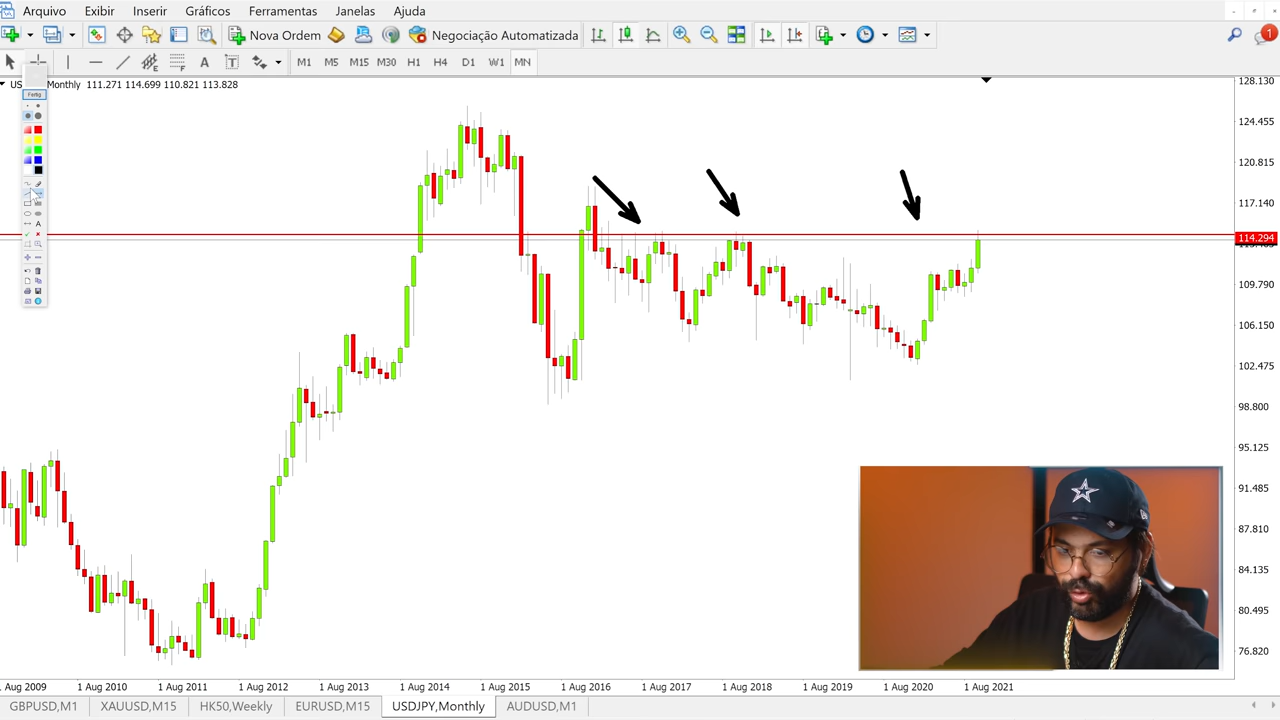 Arquivo Exibir Inserir Gráficos Ferramentas Janelas Ajuda
Nova Ordem Negociação Automatizada 1
A T M1 M5 M15 M30 H1 H4 D1 W1 MN
Monthly 111.271 114.699 110.821 113.828
Fertig
A
128.130
124.455
120.815
117.140
114.294
109.790
106.150
102.475
98.800
95.125
91.485
87.810
84.135
80.495
76.820
Aug 2009 1 Aug 2010 1 Aug 2011 1 Aug 2012 1 Aug 2013 1 Aug 2014 1 Aug 2015 1 Aug 2016 1 Aug 2017 1 Aug 2018 1 Aug 2019 1 Aug 2020 1 Aug 2021
GBPUSD,M1 XAUUSD,M15 HK50,Weekly EURUSD,M15 USDJPY,Monthly AUDUSD,M1